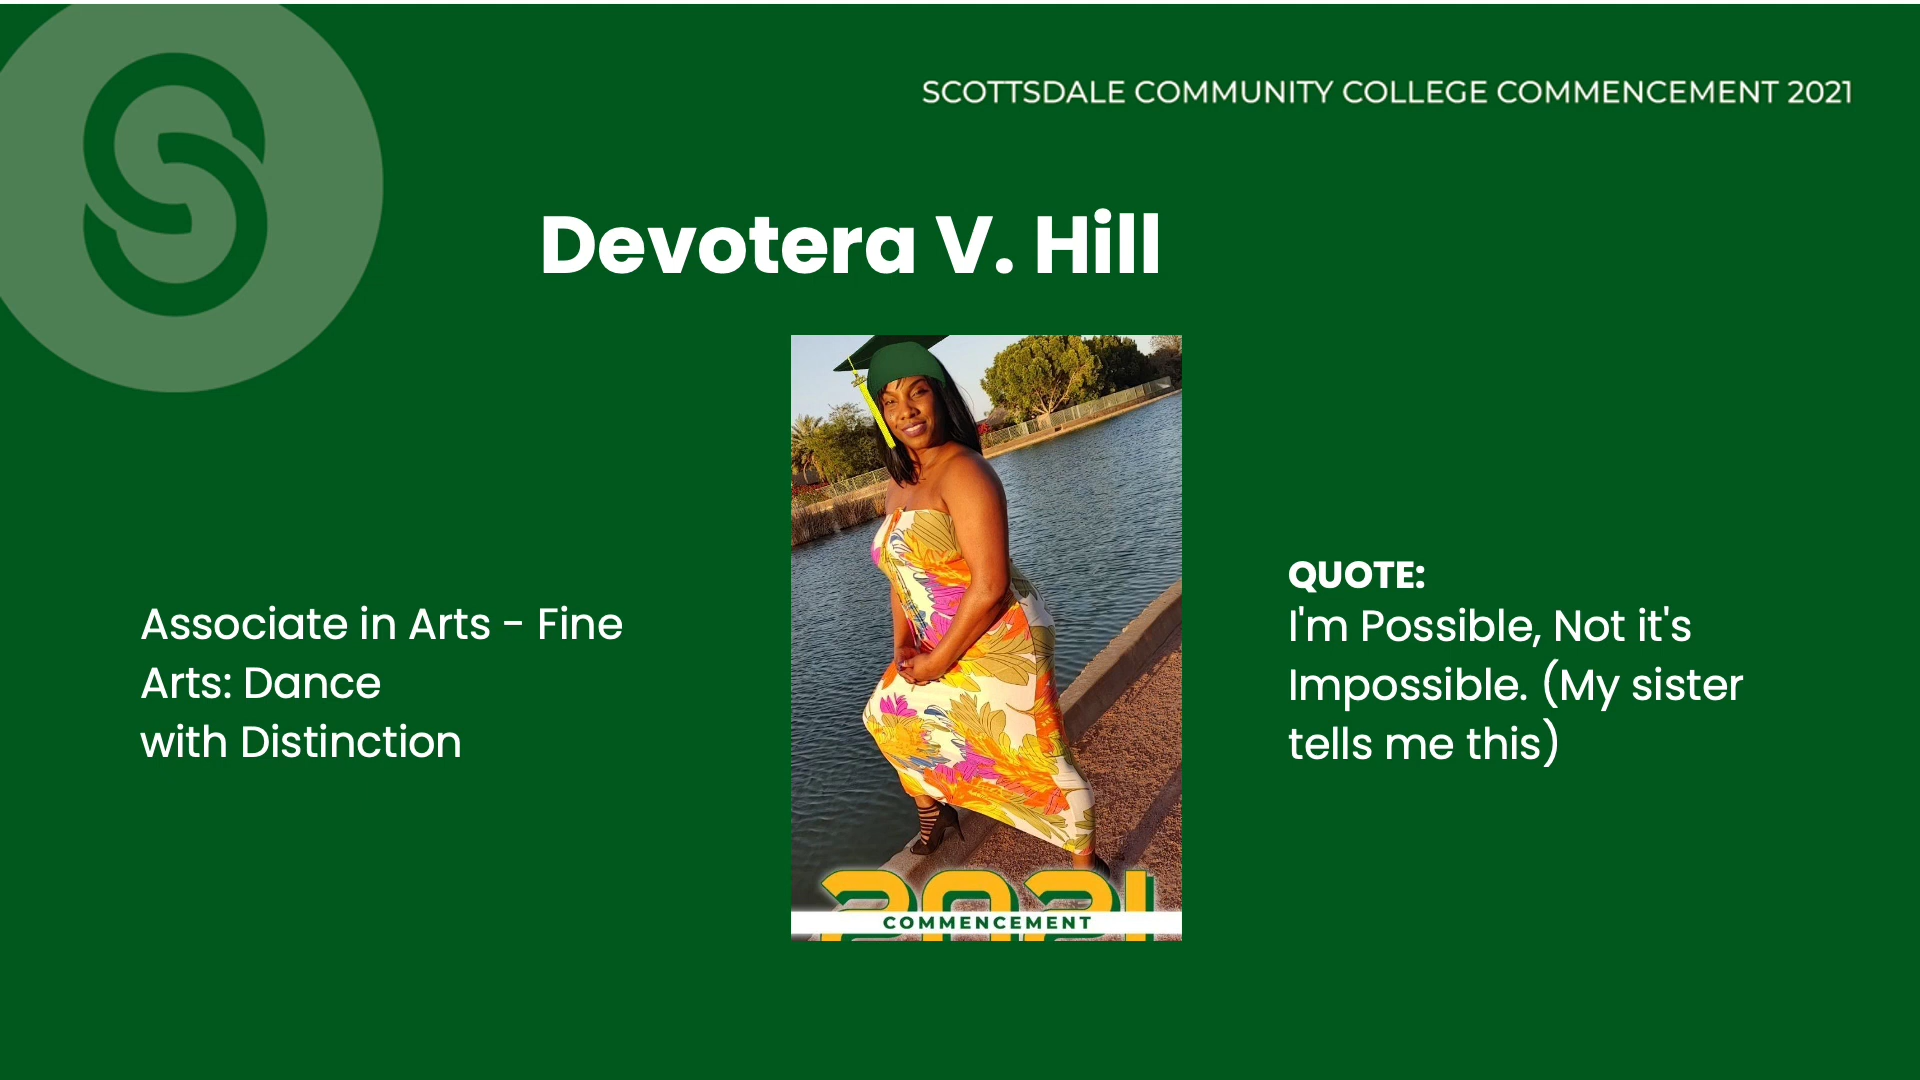 SCOTTSDALE COMMUNITY COLLEGE COMMENCEMENT 2021
Devotera V. Hill
Associate in Arts - Fine
Arts: Dance
with Distinction
QUOTE:
I'm Possible, Not it's
Impossible. (My sister
tells me this)
2021
COMMENCEMENT